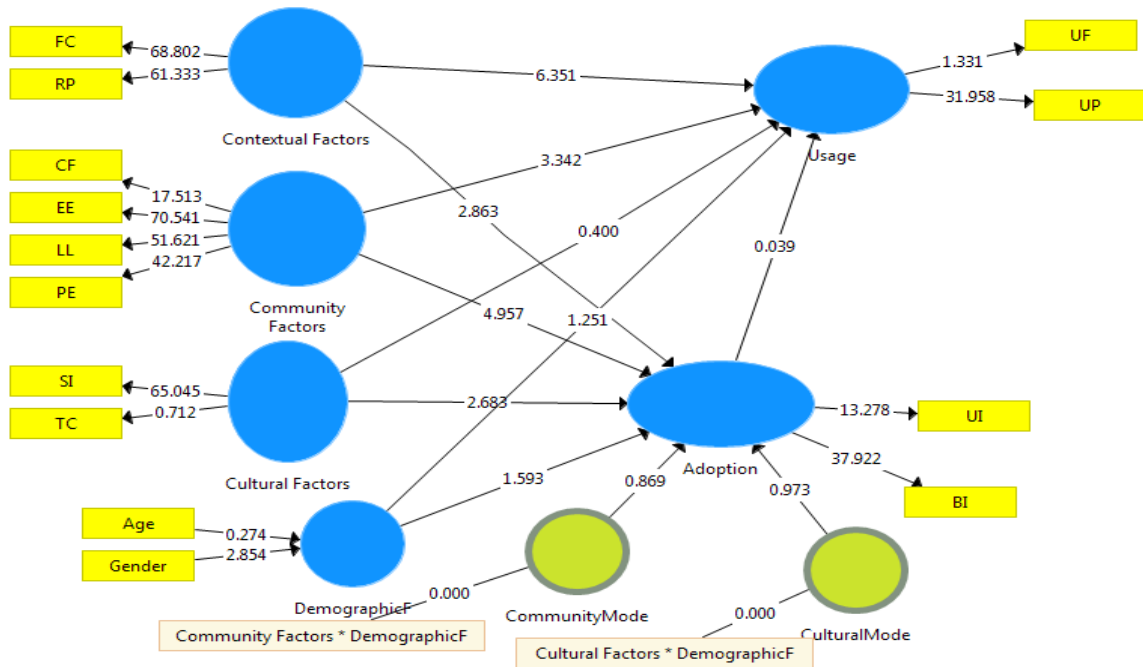 FC
68.802
RP
61.333
Contextual Factors
6.351
2.863
UF
1.331
UP
31.958
Usage
CF
17.513
EE
70.541
LL
51.621
PE
42.217
Community
Factors
3.342
4.957
0.400
1.251
0.039
SI
65.045
TC
0.712
Cultural Factors
2.683
Adoption
13.278
UI
37.922
BI
Age
0.274
Gender
2.854
DemographicF
1.593
0.869
0.973
CommunityMode
0.000
Community Factors * DemographicF
CulturalMode
0.000
Cultural Factors * DemographicF